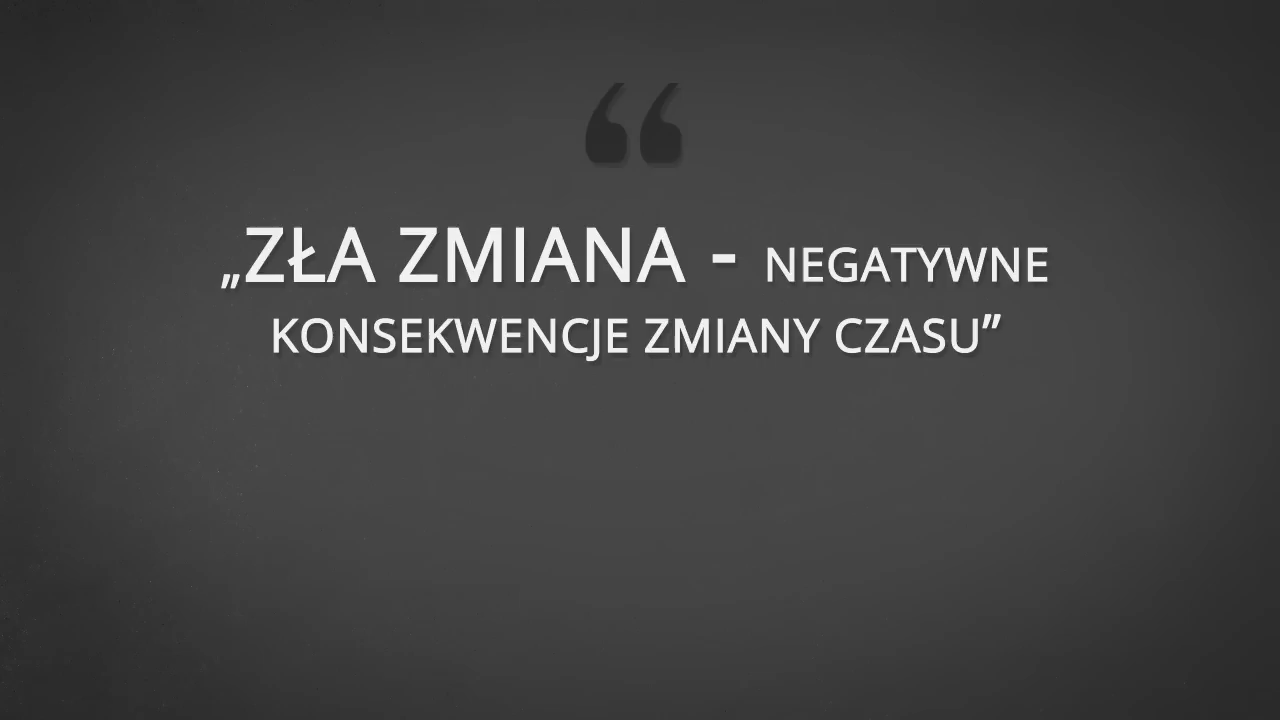 “
„ZŁA ZMIANA - NEGATYWNE
KONSEKWENCJE ZMIANY CZASU”